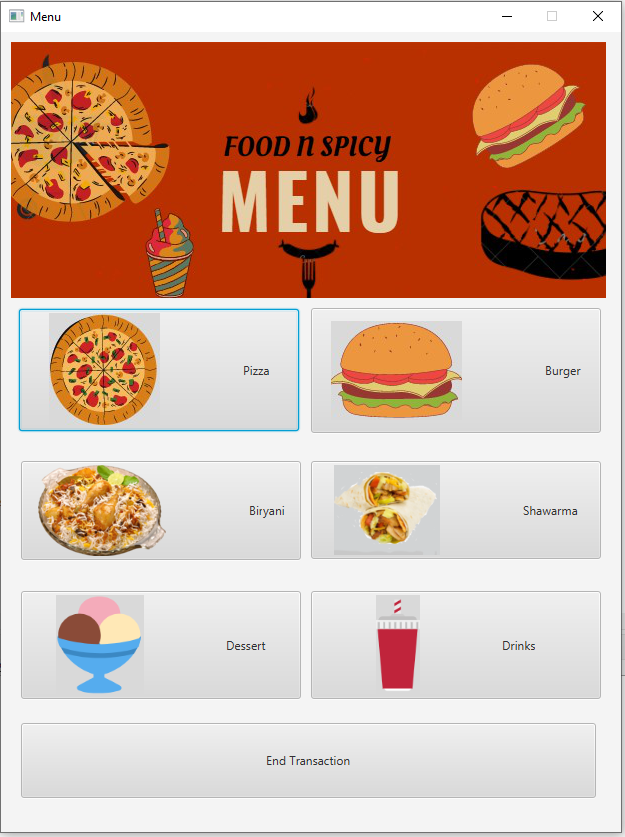 Menu
FOOD N SPICY
MENU
Pizza
Burger
Biryani
Shawarma
Dessert
Drinks
End Transaction